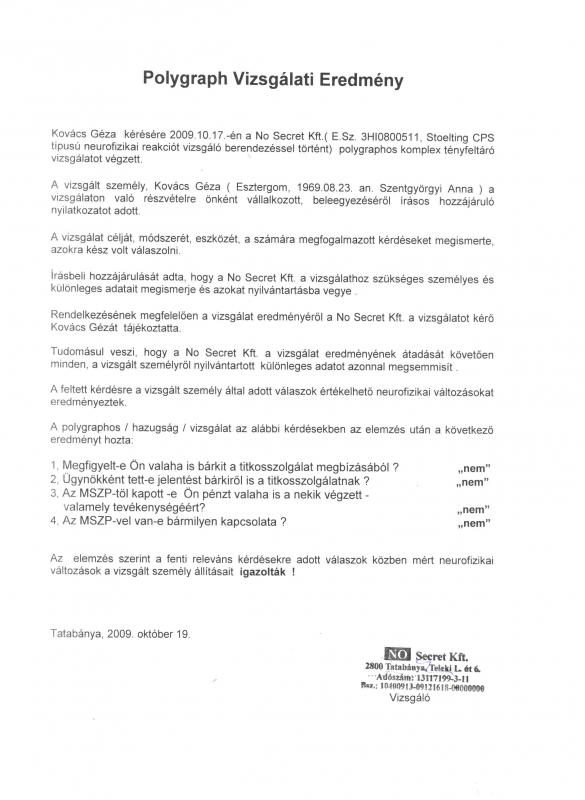 Polygraph Vizsgálati Eredmény
Kovács Géza kérésére 2009.10.17.-én a No Secret Kft.( E.Sz. 3HI0800511, Stoelting CPS
tipusú neurofizikai reakciót vizsgáló berendezéssel történt) polygraphos komplex tényfeltáró
vizsgálatot végzett.
A vizsgált személy, Kovács Géza ( Esztergom, 1969.08.23. an. Szentgyörgyi Anna ) a
vizsgálaton való részvételre önként vállalkozott, beleegyezéséről írásos hozzájáruló
nyilatkozatot adott.
A vizsgálat célját, módszerét, eszközét, a számára megfogalmazott kérdéseket megismerte,
azokra kész volt válaszolni.
Írásbeli hozzájárulását adta, hogy a No Secret Kft. a vizsgálathoz szükséges személyes és
különleges adatait megismerje és azokat nyilvántartásba vegye .
Rendelkezésének megfelelően a vizsgálat eredményéről a No Secret Kft. a vizsgálatot kérő
Kovács Gézát tájékoztatta.
Tudomásul veszi, hogy a No Secret Kft. a vizsgálat eredményének átadását követően
minden, a vizsgált személyről nyilvántartott különleges adatot azonnal megsemmisít .
A feltett kérdésre a vizsgált személy által adott válaszok értékelhető neurofizikai változásokat
eredményeztek.
A polygraphos / hazugság / vizsgálat az alábbi kérdésekben az elemzés után a következő
eredményt hozta:
1, Megfigyelt-e Ön valaha is bárkit a titkosszolgálat megbízásából ? „nem”
2, Ügynökként tett-e jelentést bárkiről is a titkosszolgálatnak ? „nem”
3, Az MSZP-töl kapott -e Ön pénzt valaha is a nekik végzett -
valamely tevékenységéért? „nem”
4, Az MSZP-vel van-e bármilyen kapcsolata ? „nem”
Az elemzés szerint a fenti releváns kérdésekre adott válaszok közben mért neurofizikai
változások a vizsgált személy állításait igazolták !
Tatabánya, 2009. október 19.
NO Secret Kft.
2800 Tatabánya, Teleki L. út 6.
Adószám: 13117199-3-11
Bsz.: 10400913-09121618-00000000
Vizsgáló